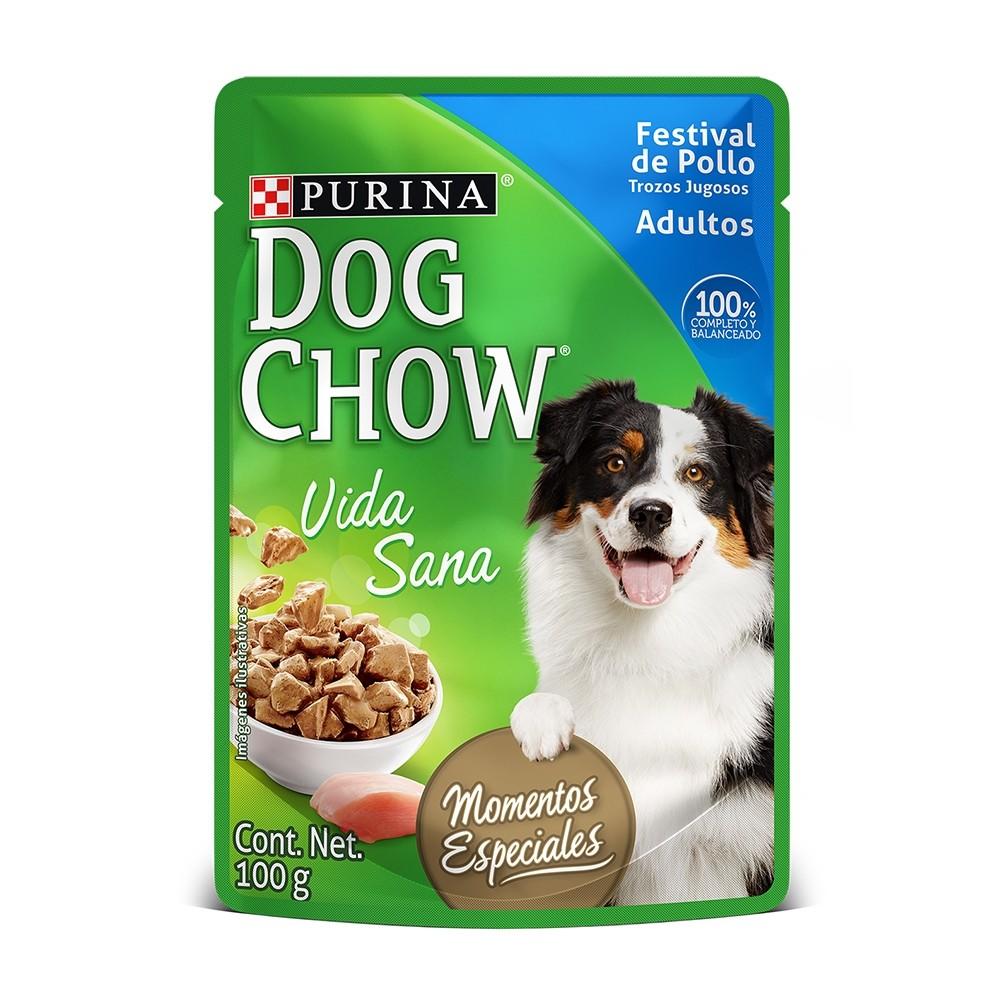 PURINA®
DOG
CHOW®
Vida
Sana
Festival
de Pollo
Trozos Jugosos
Adultos
100%
COMPLETO Y
BALANCEADO
Imágenes ilustrativas
Momentos
Especiales
Cont. Net.
100 g